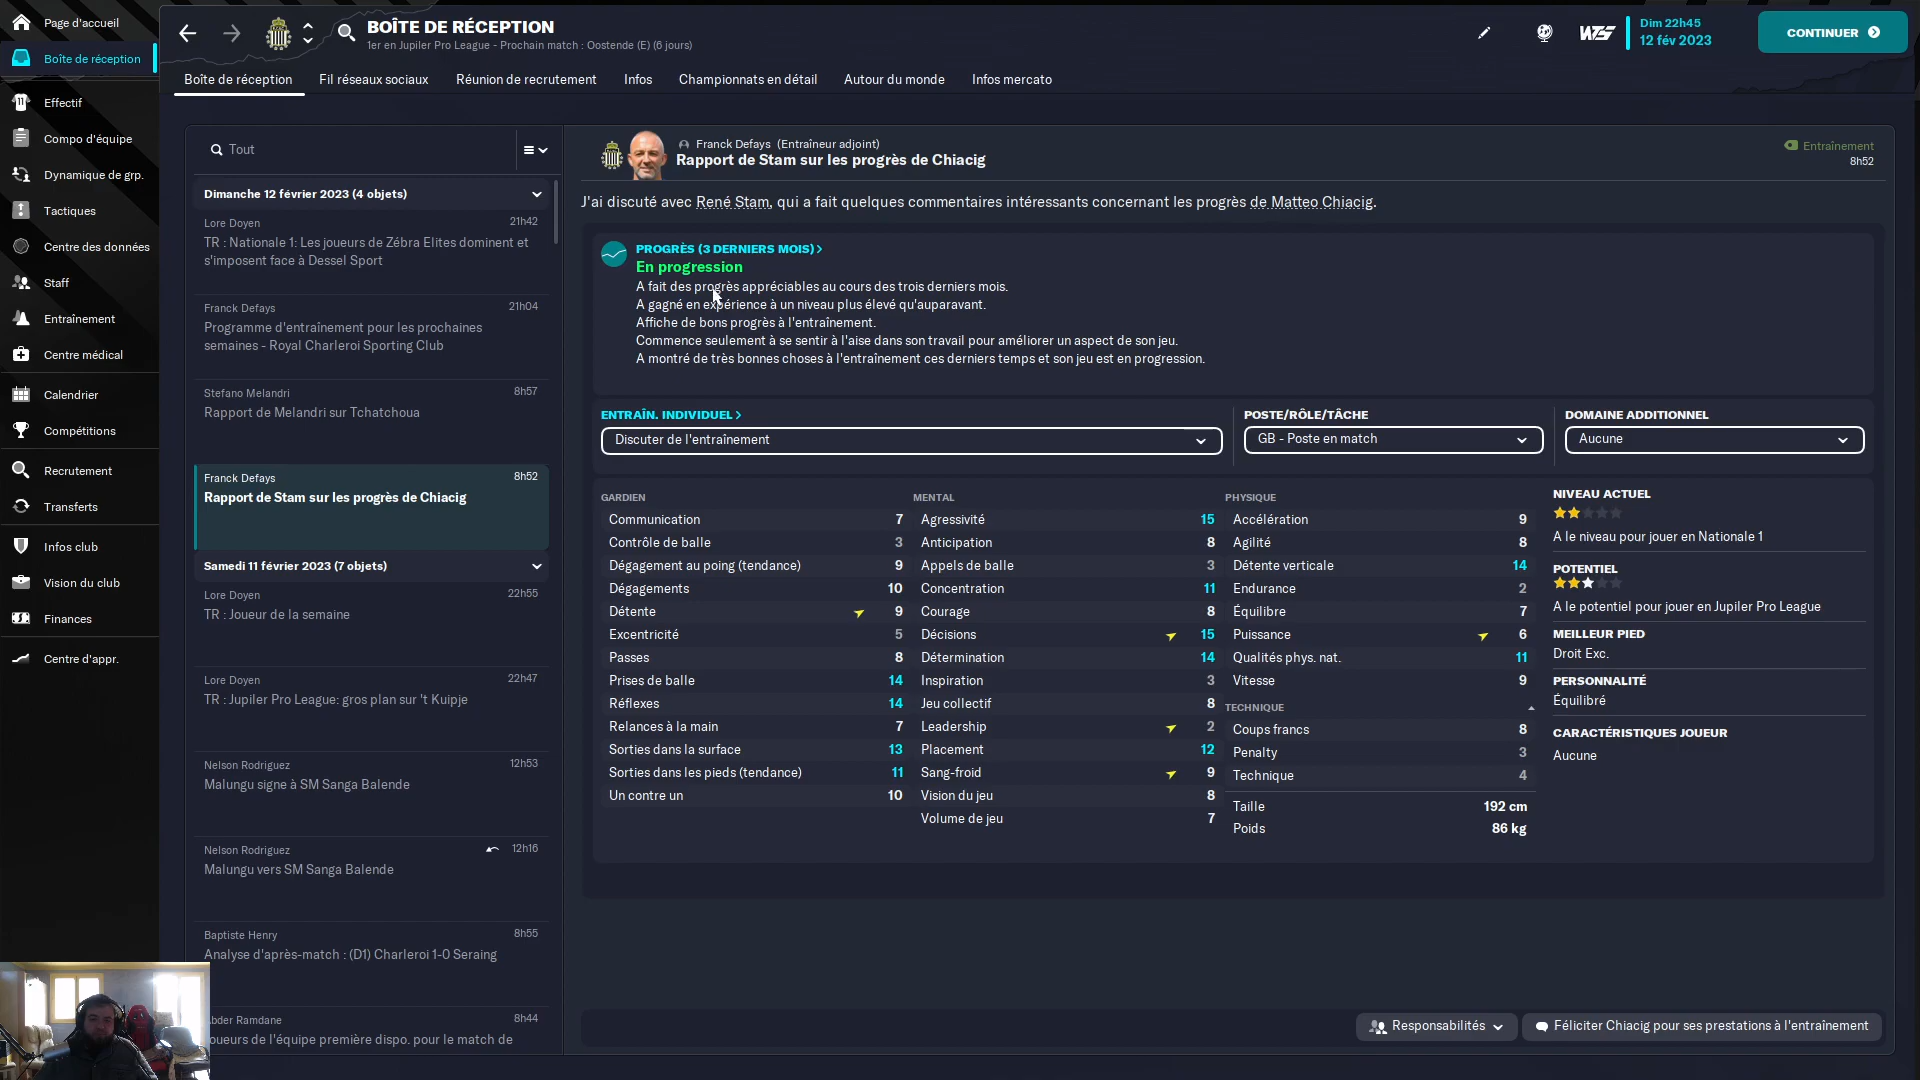 Page d'accueil
Boîte de réception
Effectif
Compo d'équipe
Dynamique de grp.
Tactiques
Centre des données
Staff
Entraînement
Centre médical
Calendrier
Compétitions
Recrutement
Transferts
Infos club
Vision du club
Finances
Centre d'appr.
BOÎTE DE RÉCEPTION
1er en Jupiler Pro League - Prochain match : Oostende (E) (6 jours)
Dim 22h45
12 fév 2023
CONTINUER
Boîte de réception
Fil réseaux sociaux
Réunion de recrutement
Infos
Championnats en détail
Autour du monde
Infos mercato
Tout
Dimanche 12 février 2023 (4 objets)
Lore Doyen 21h42
TR : Nationale 1: Les joueurs de Zébra Elites dominent et
s'imposent face à Dessel Sport
Franck Defays 21h04
Programme d'entraînement pour les prochaines
semaines - Royal Charleroi Sporting Club
Stefano Melandri 8h57
Rapport de Melandri sur Tchatchoua
Franck Defays 8h52
Rapport de Stam sur les progrès de Chiacig
Samedi 11 février 2023 (7 objets)
Lore Doyen 22h55
TR : Joueur de la semaine
Lore Doyen 22h47
TR : Jupiler Pro League: gros plan sur 't Kuipje
Nelson Rodriguez 12h53
Malungu signe à SM Sanga Balende
Nelson Rodriguez 12h16
Malungu vers SM Sanga Balende
Baptiste Henry 8h55
Analyse d'après-match : (D1) Charleroi 1-0 Seraing
bder Ramdane 8h44
oueurs de l'équipe première dispo. pour le match de
Franck Defays (Entraîneur adjoint)
Rapport de Stam sur les progrès de Chiacig
Entraînement
8h52
J'ai discuté avec René Stam, qui a fait quelques commentaires intéressants concernant les progrès de Matteo Chiacig.
PROGRÈS (3 DERNIERS MOIS) >
En progression
A fait des progrès appréciables au cours des trois derniers mois.
A gagné en expérience à un niveau plus élevé qu'auparavant.
Affiche de bons progrès à l'entraînement.
Commence seulement à se sentir à l'aise dans son travail pour améliorer un aspect de son jeu.
A montré de très bonnes choses à l'entraînement ces derniers temps et son jeu est en progression.
ENTRAÎN. INDIVIDUEL >
Discuter de l'entraînement
POSTE/RÔLE/TÂCHE
GB - Poste en match
DOMAINE ADDITIONNEL
Aucune
GARDIEN
Communication 7
Contrôle de balle 3
Dégagement au poing (tendance) 9
Dégagements 10
Détente 9
Excentricité 5
Passes 8
Prises de balle 14
Réflexes 14
Relances à la main 7
Sorties dans la surface 13
Sorties dans les pieds (tendance) 11
Un contre un 10
MENTAL
Agressivité 15
Anticipation 8
Appels de balle 3
Concentration 11
Courage 8
Décisions 15
Détermination 14
Inspiration 3
Jeu collectif 8
Leadership 2
Placement 12
Sang-froid 9
Vision du jeu 8
Volume de jeu 7
PHYSIQUE
Accélération 9
Agilité 8
Détente verticale 14
Endurance 2
Équilibre 7
Puissance 6
Qualités phys. nat. 11
Vitesse 9
TECHNIQUE
Coups francs 8
Penalty 3
Technique 4
Taille 192 cm
Poids 86 kg
NIVEAU ACTUEL
A le niveau pour jouer en Nationale 1
POTENTIEL
A le potentiel pour jouer en Jupiler Pro League
MEILLEUR PIED
Droit Exc.
PERSONNALITÉ
Équilibré
CARACTÉRISTIQUES JOUEUR
Aucune
Responsabilités
Féliciter Chiacig pour ses prestations à l'entraînement